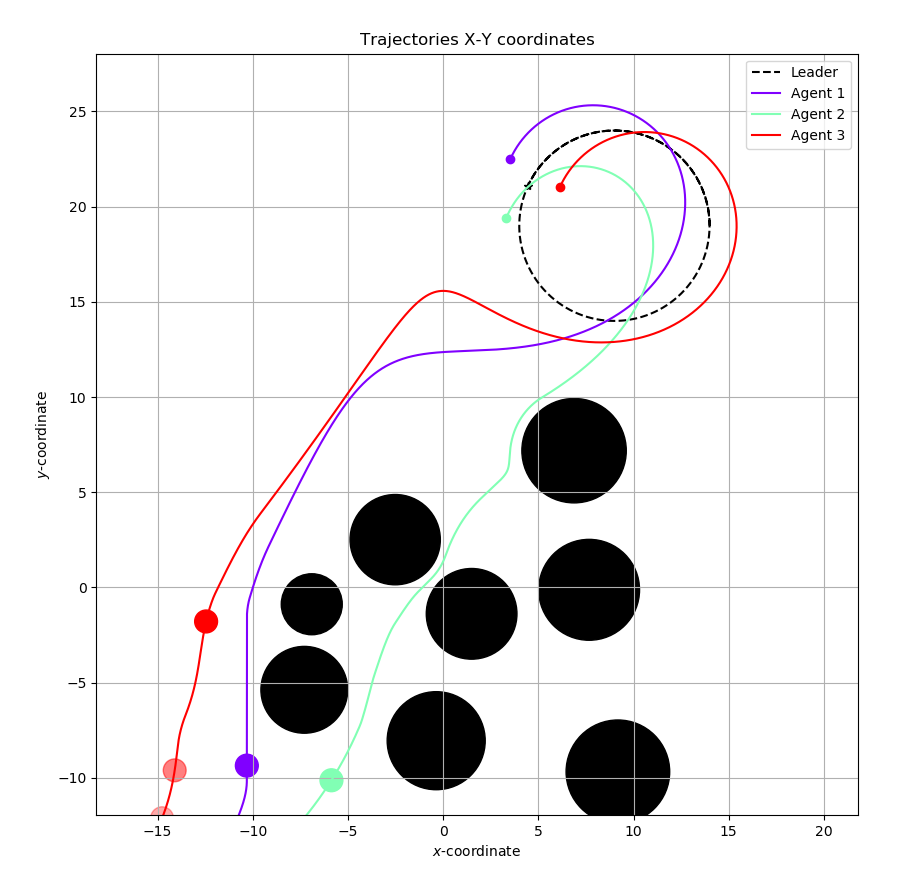 Trajectories X-Y coordinates
Leader
Agent 1
Agent 2
Agent 3
25
20
15
10
5
0
−5
−10
y-coordinate
−15
−10
−5
0
5
10
15
20
x-coordinate